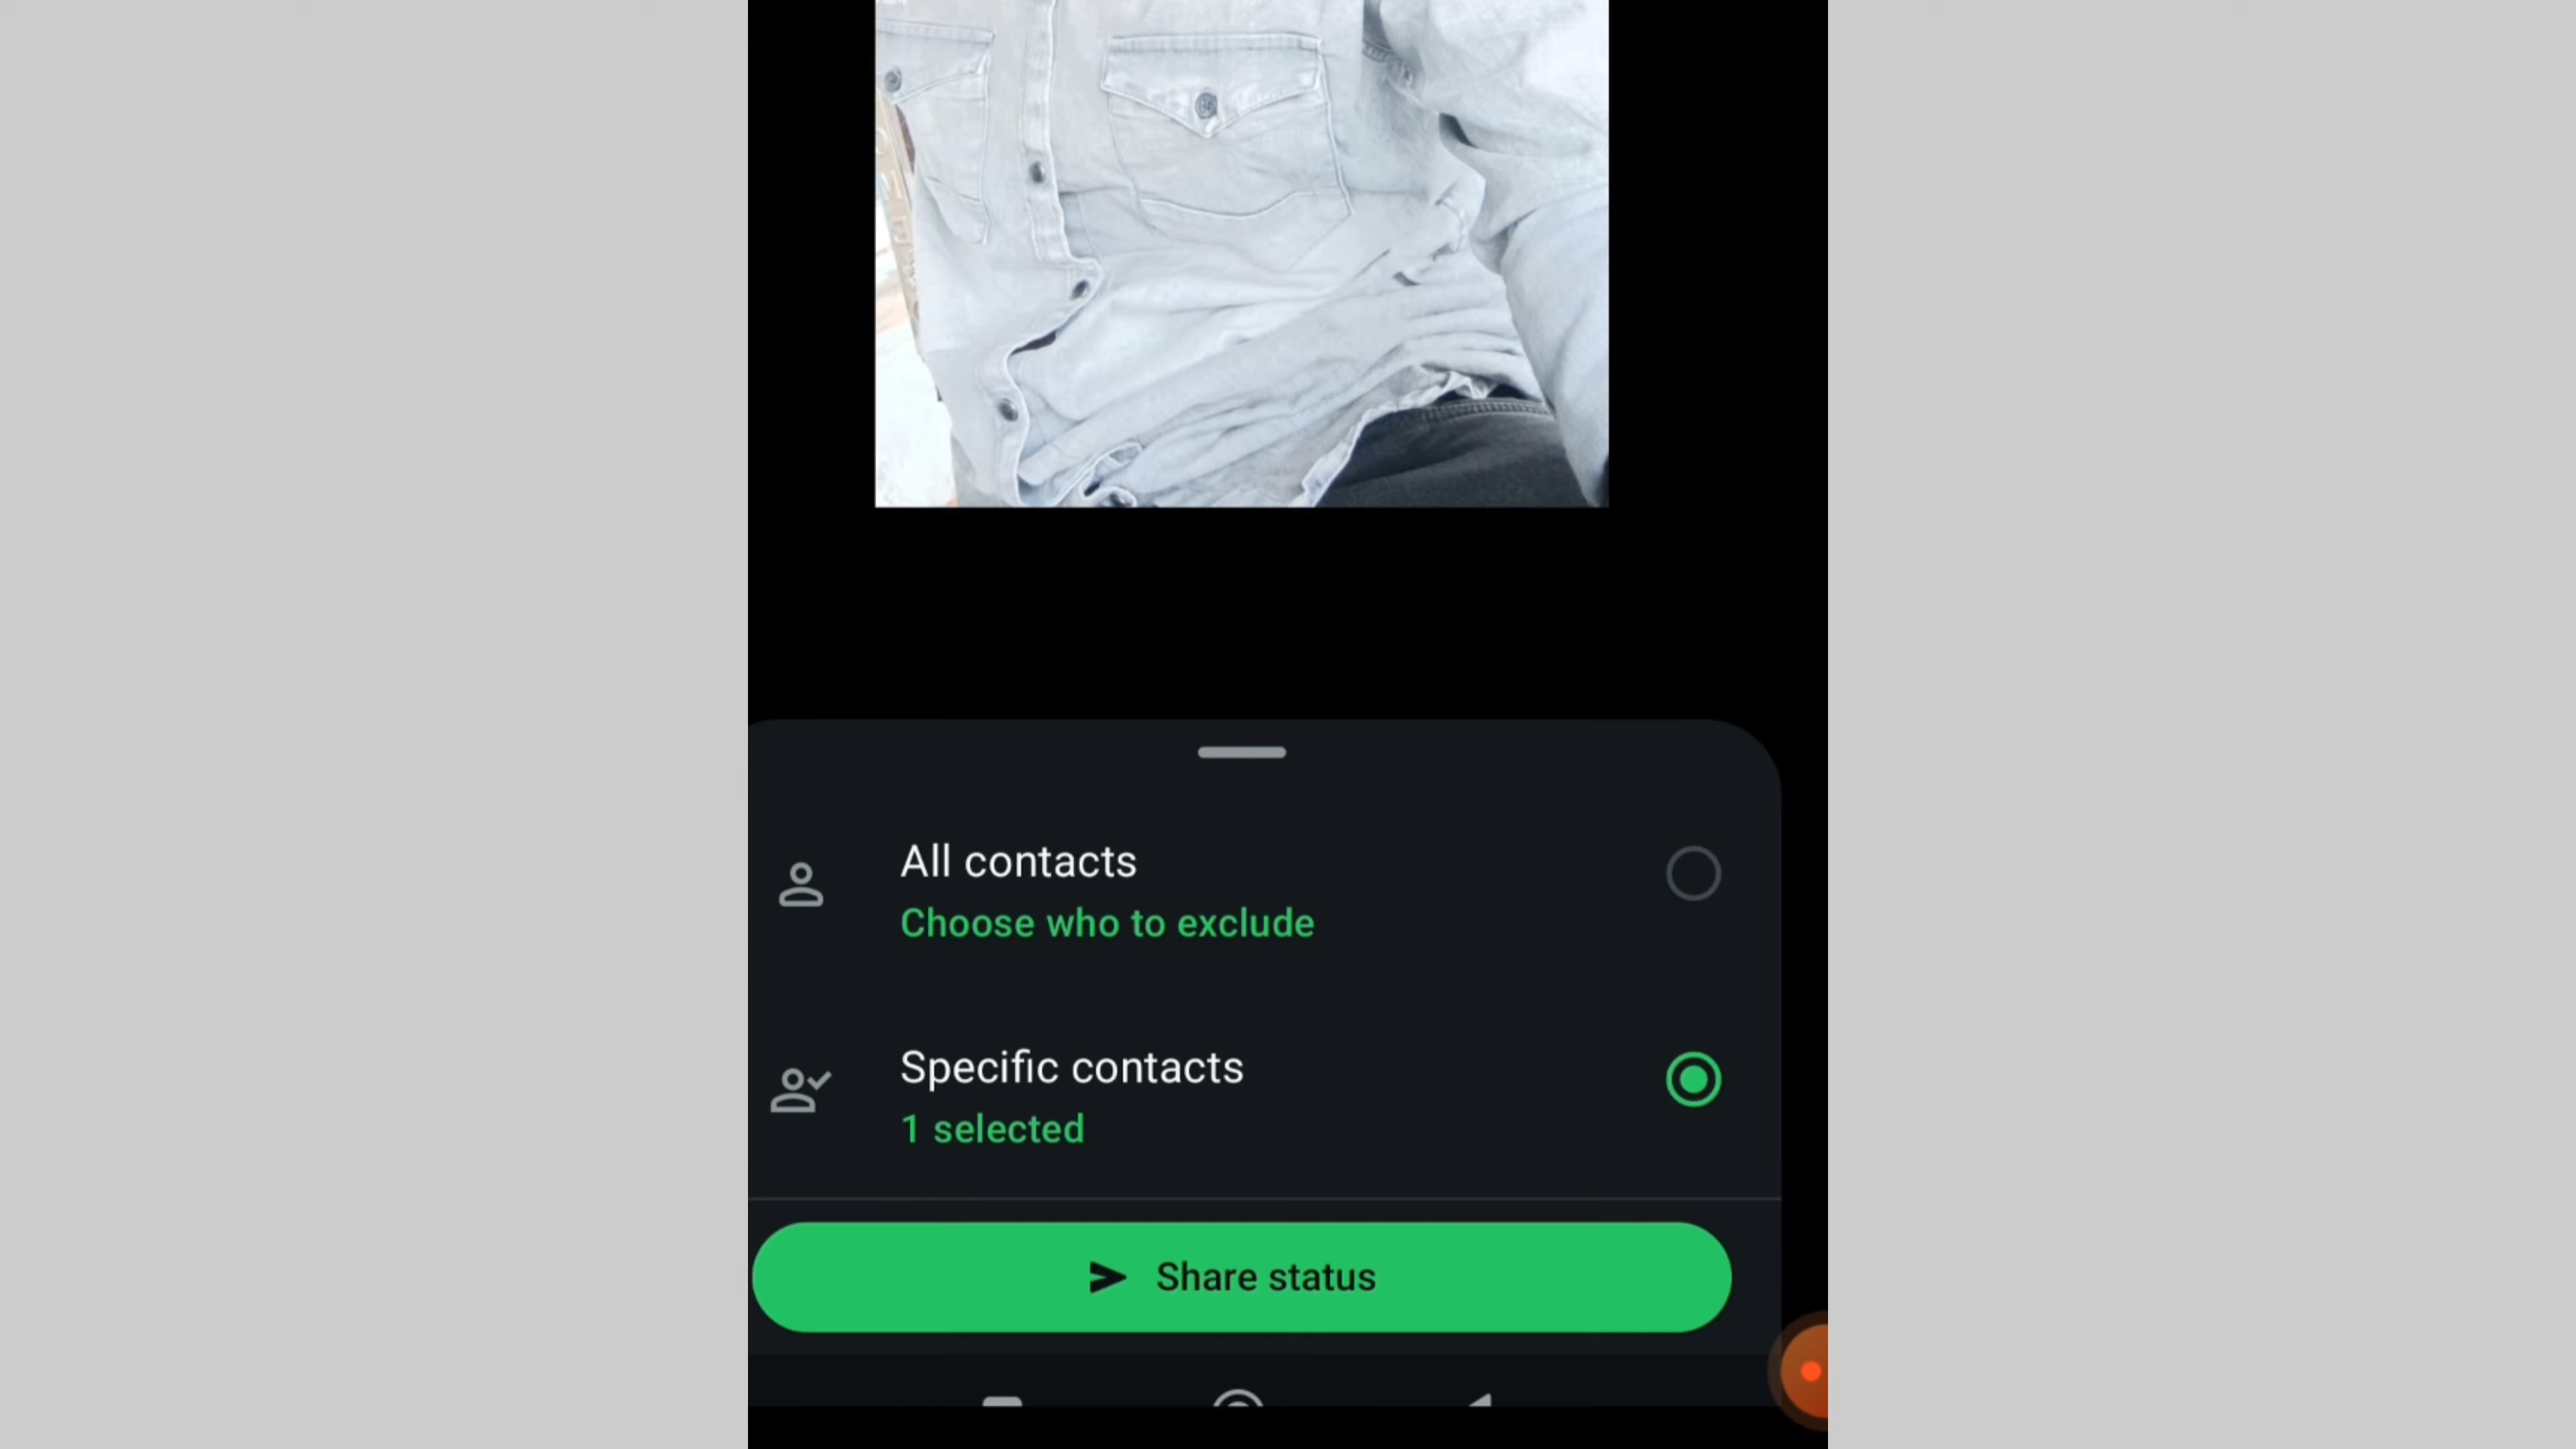 All contacts
Choose who to exclude
Specific contacts
1 selected
Share status